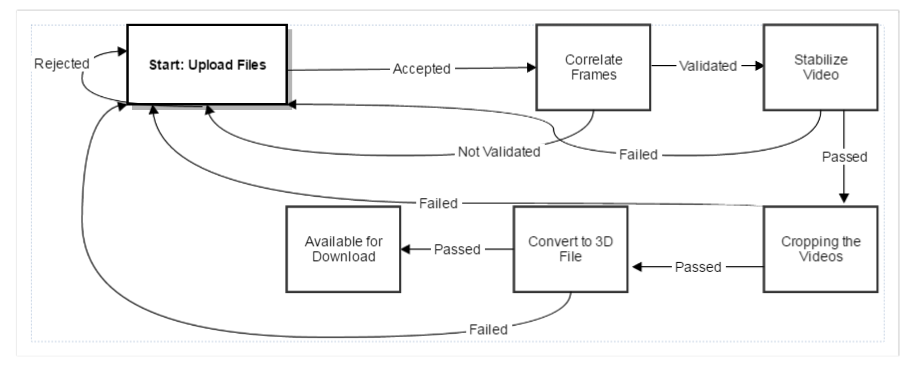 Rejected
Start: Upload Files
Accepted
Correlate
Frames
Validated
Stabilize
Video
Not Validated
Failed
Passed
Failed
Available for
Download
Passed
Convert to 3D
File
Passed
Cropping the
Videos
Failed